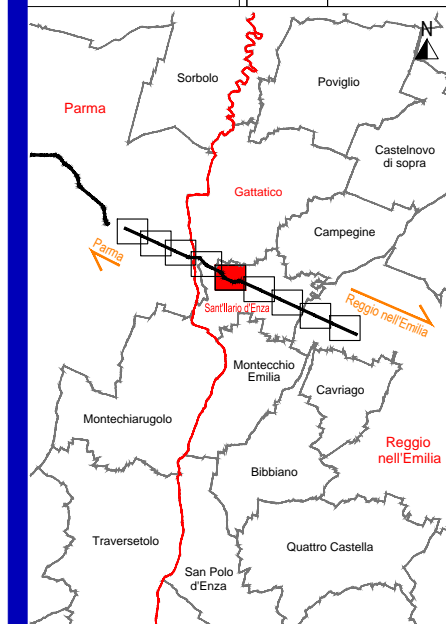 N
Sorbolo
Poviglio
Parma
Castelnovo
di sopra
Gattatico
Campegine
Parma
Sant'Ilario d'Enza
Reggio nell'Emilia
Montecchio
Emilia
Cavriago
Montechiarugolo
Reggio
nell'Emilia
Bibbiano
Traversetolo
Quattro Castella
San Polo
d'Enza